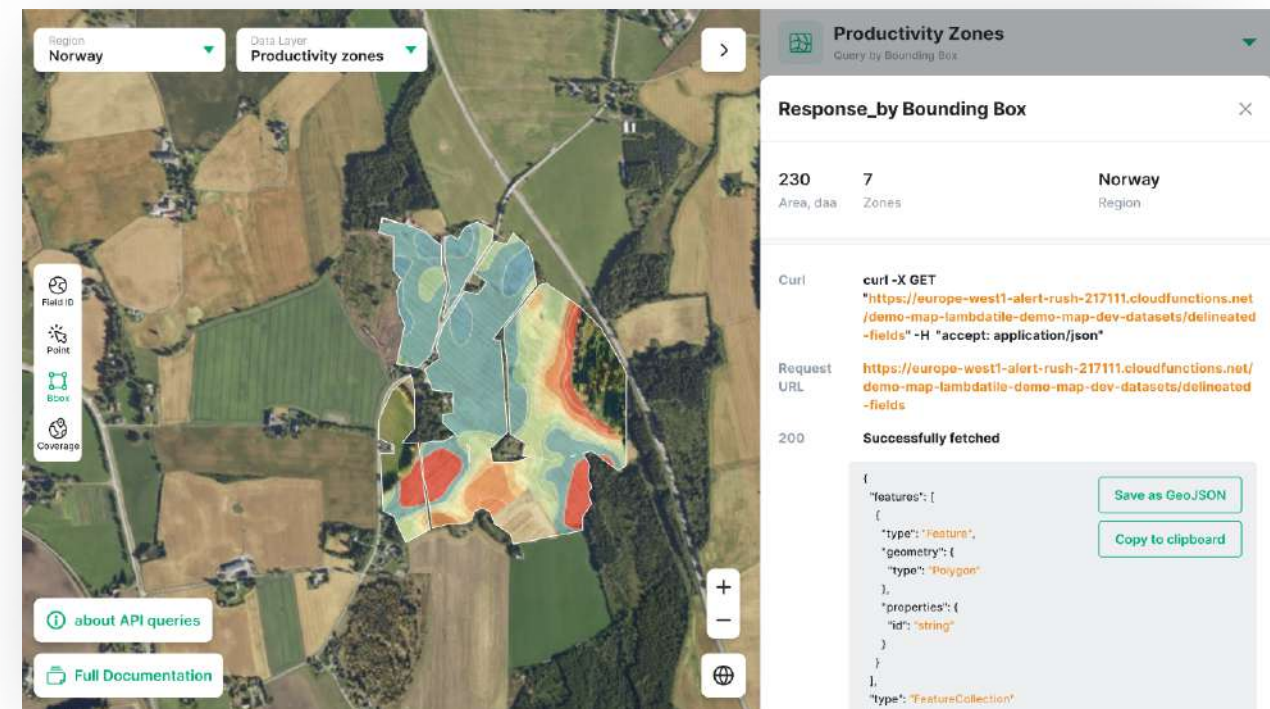 Region
Norway
Data Layer
Productivity zones
Field ID
Point
Bbox
Coverage
about API queries
Full Documentation
Productivity Zones
Query by Bounding Box
Response_by Bounding Box
230
Area, daa
7
Zones
Norway
Region
Curl
curl -X GET
"https://europe-west1-alert-rush-217111.cloudfunctions.net
/demo-map-lambdatile-demo-map-dev-datasets/delineated
-fields" -H "accept: application/json"
Request
URL
https://europe-west1-alert-rush-217111.cloudfunctions.net/
demo-map-lambdatile-demo-map-dev-datasets/delineated
-fields
200
Successfully fetched
{
"features": [
{
"type": "Feature",
"geometry": {
"type": "Polygon"
},
"properties": {
"id": "string"
}
}
],
"type": "FeatureCollection"
Save as GeoJSON
Copy to clipboard